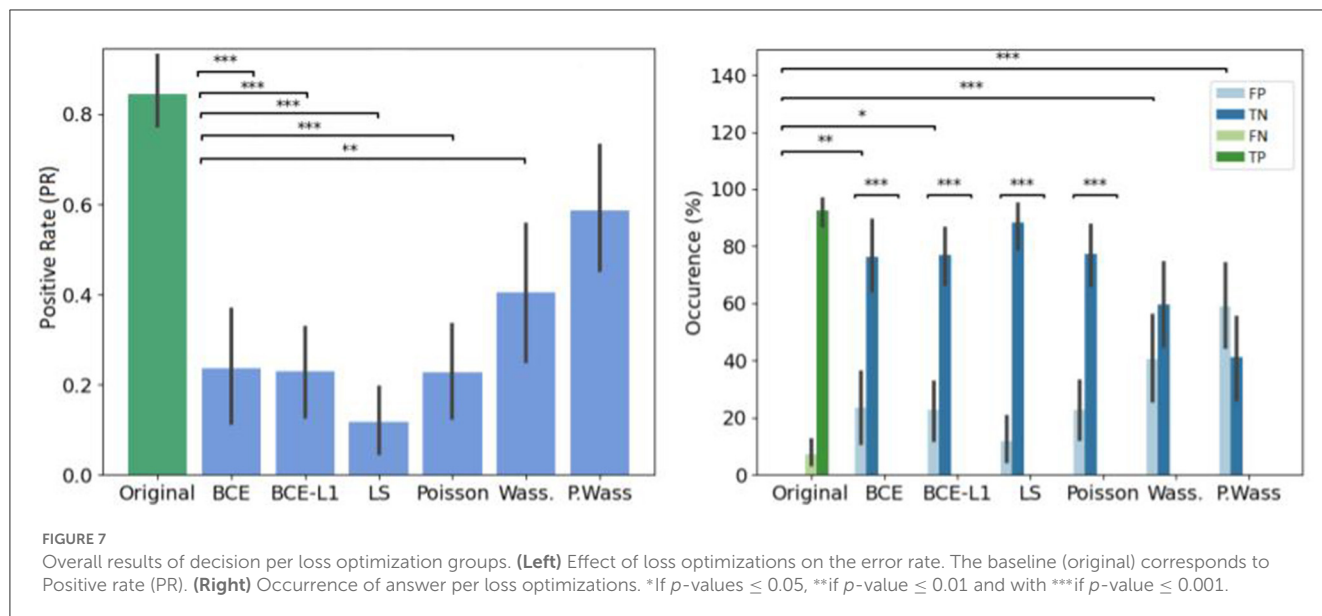 Positive Rate (PR)
0.8
0.6
0.4
0.2
0.0
***
***
***
***
**
Original BCE BCE-L1 LS Poisson Wass. P.Wass
Occurence (%)
140
120
100
80
60
40
20
0
***
***
*
**
*** *** *** ***
FP
TN
FN
TP
Original BCE BCE-L1 LS Poisson Wass. P.Wass
FIGURE 7
Overall results of decision per loss optimization groups. (Left) Effect of loss optimizations on the error rate. The baseline (original) corresponds to
Positive rate (PR). (Right) Occurrence of answer per loss optimizations. *If p-values ≤ 0.05, **if p-value ≤ 0.01 and with ***if p-value ≤ 0.001.